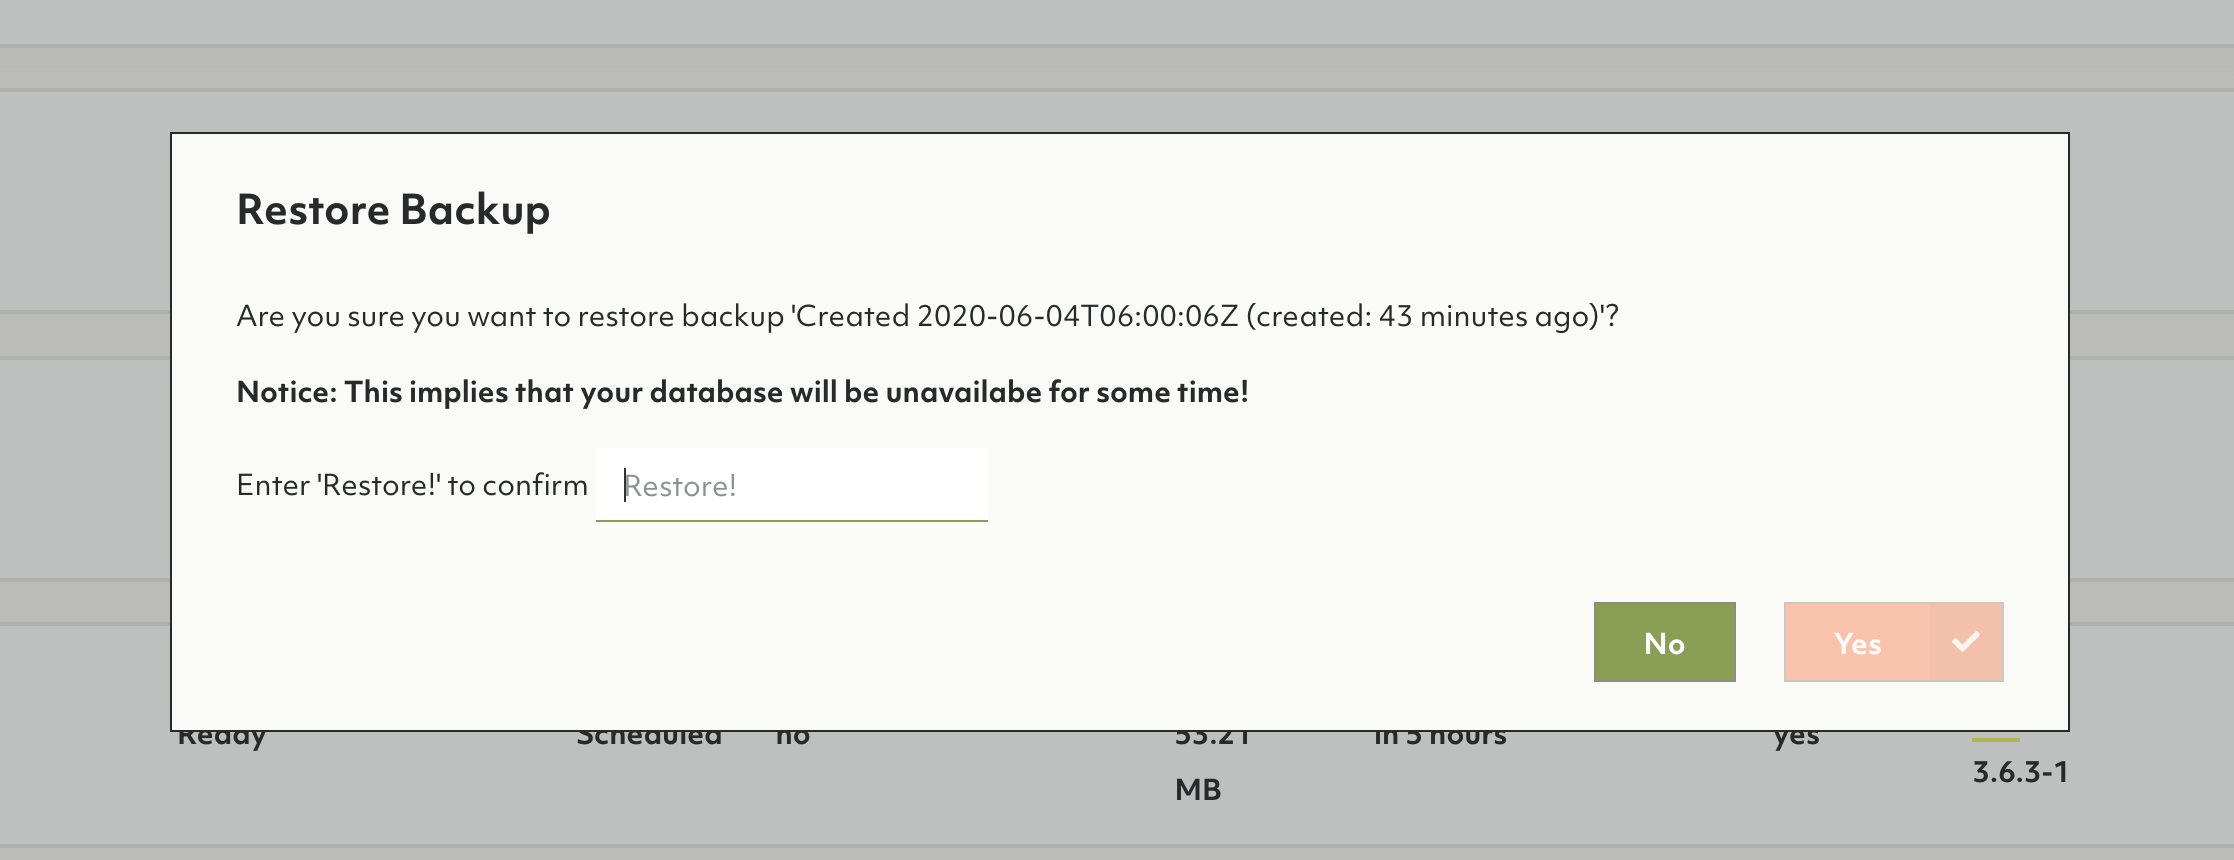 Restore Backup
Are you sure you want to restore backup 'Created 2020-06-04T06:00:06Z (created: 43 minutes ago)'?
Notice: This implies that your database will be unavailabe for some time!
Enter 'Restore!' to confirm Restore!
No Yes
Ready Scheduled no 53.21 in 5 hours yes
3.6.3-1
MB